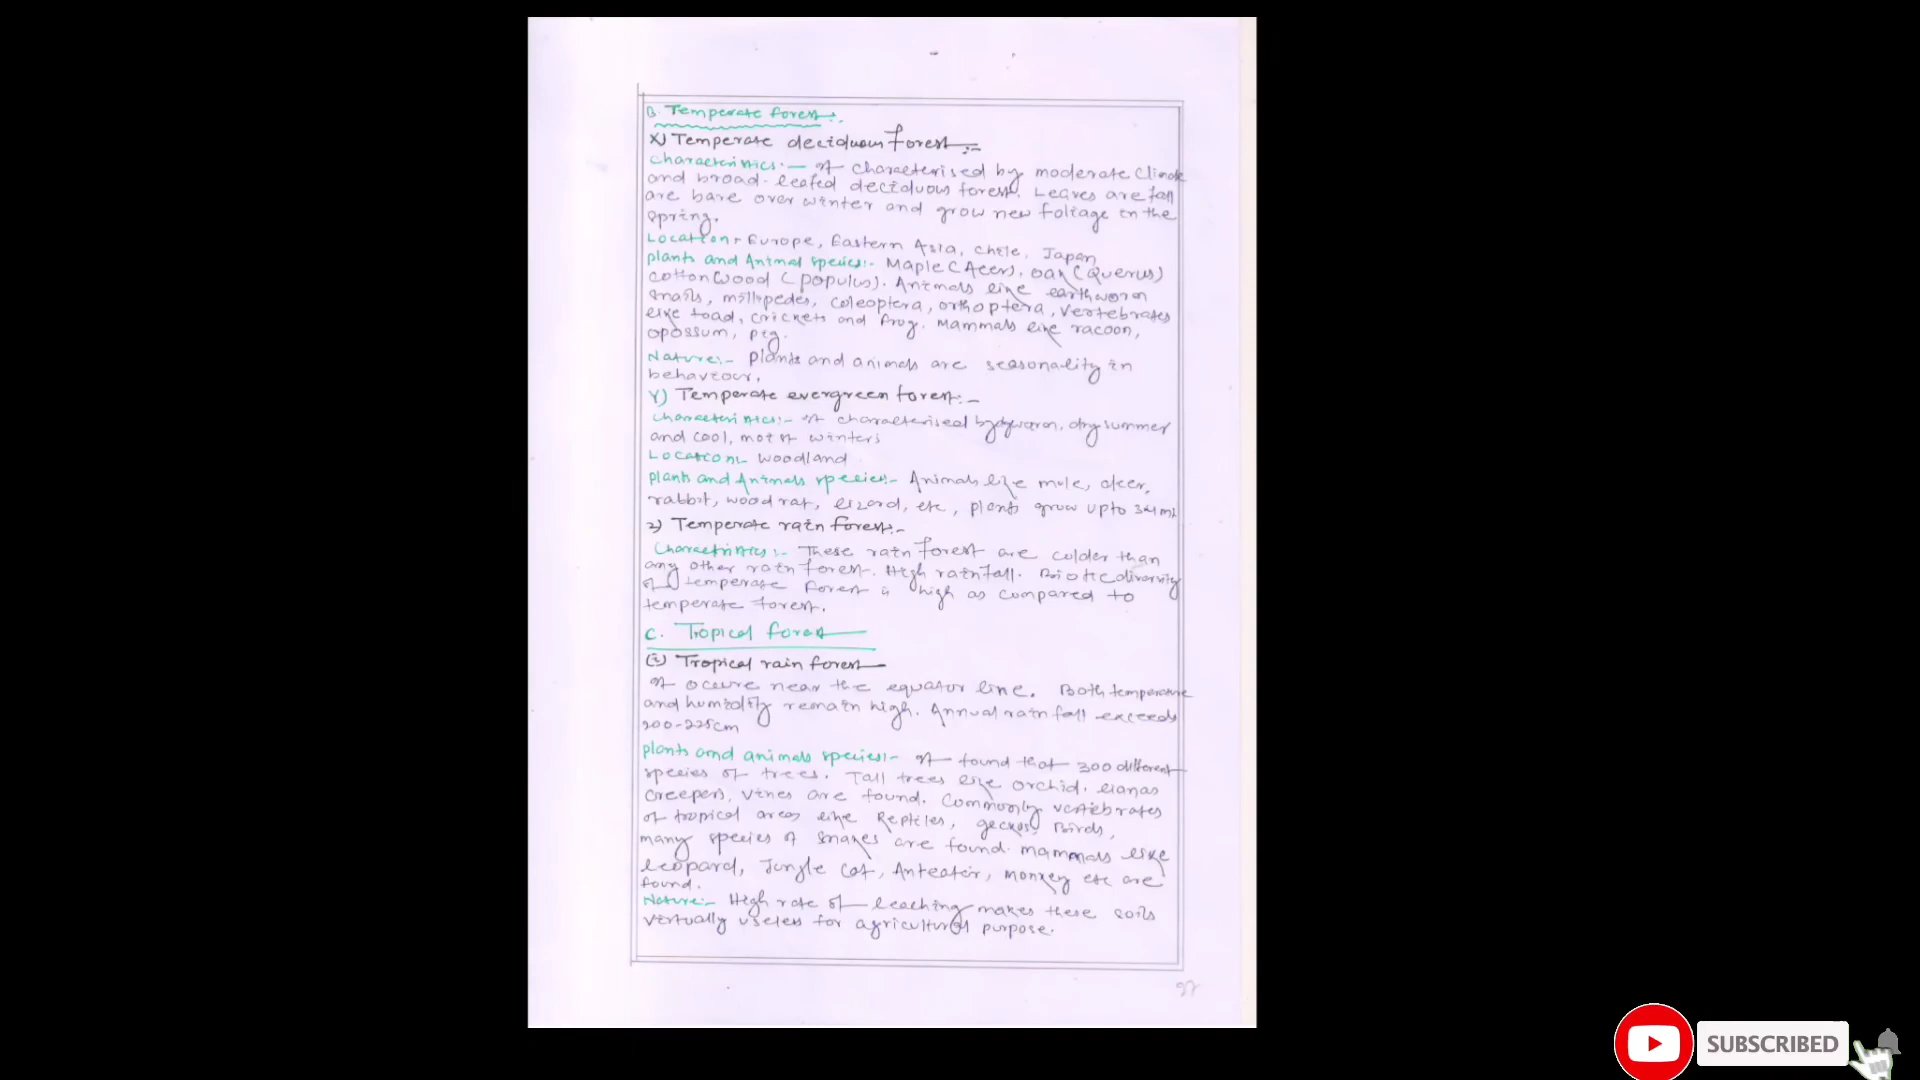 B. Temperate forest:-
X) Temperate deciduous forest:-
Characteristics:- It characterised by moderate climate
and broad-leafed deciduous forest. Leaves are fall
are bare over winter and grow new foliage in the
spring.
Location- Europe, Eastern Asia, Chile, Japan
Plants and Animal species:- Maple (Acer), Oak (Querus)
cottonwood (populus). Animals like earthworm
snails, millipedes, coleoptera, orthoptera, vertebrates
like toad, crickets and frog. Mammals like racoon,
opossum, pig.
Nature:- Plants and animals are seasonality in
behaviour.
Y) Temperate evergreen forest:-
Characteristics:- It characterised by warm, dry summer
and cool, moist winters
Location:- Woodland
Plants and Animals species:- Animals like mule, deer,
rabbit, wood rat, lizard, etc, plants grow upto
Z) Temperate rain forest:-
Characteristics:- These rain forest are colder than
any other rain forest. High rainfall. Biotic diversity
of temperate forest is high as compared to
temperate forest.
C. Tropical forest
(i) Tropical rain forest
It occure near the equator line. Both temperature
and humidity remain high. Annual rainfall exceeds
200-225cm
Plants and animals species:- It found that 300 different
species of trees. Tall trees like orchid. lianas
creepers, vines are found. Commonly vertebrates
of tropical areas like Reptiles, geckos, Birds,
many species of snakes are found. Mammals like
leopard, Jungle cat, Anteater, monkey etc are
found.
Nature:- High rate of leaching makes these soils
virtually useless for agricultural purpose.
97
SUBSCRIBED